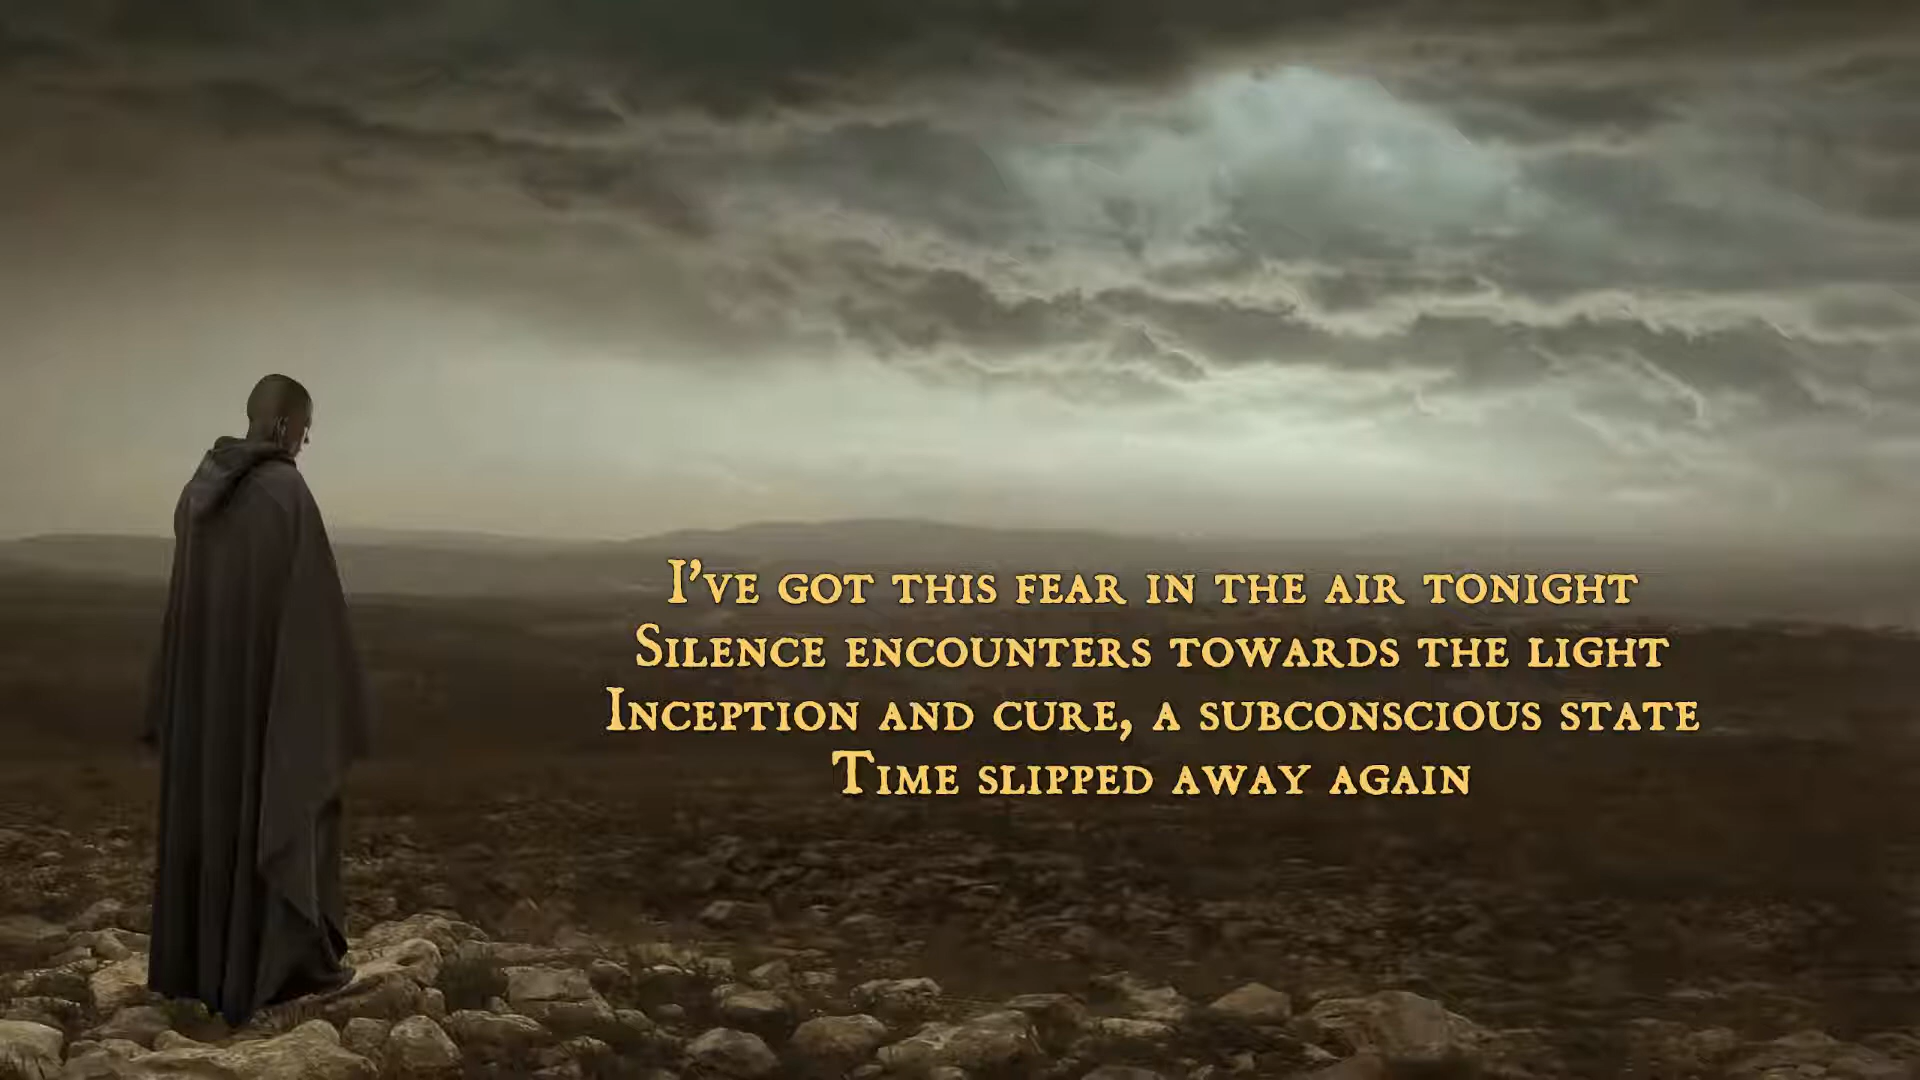 I've got this fear in the air tonight
Silence encounters towards the light
Inception and cure, a subconscious state
Time slipped away again